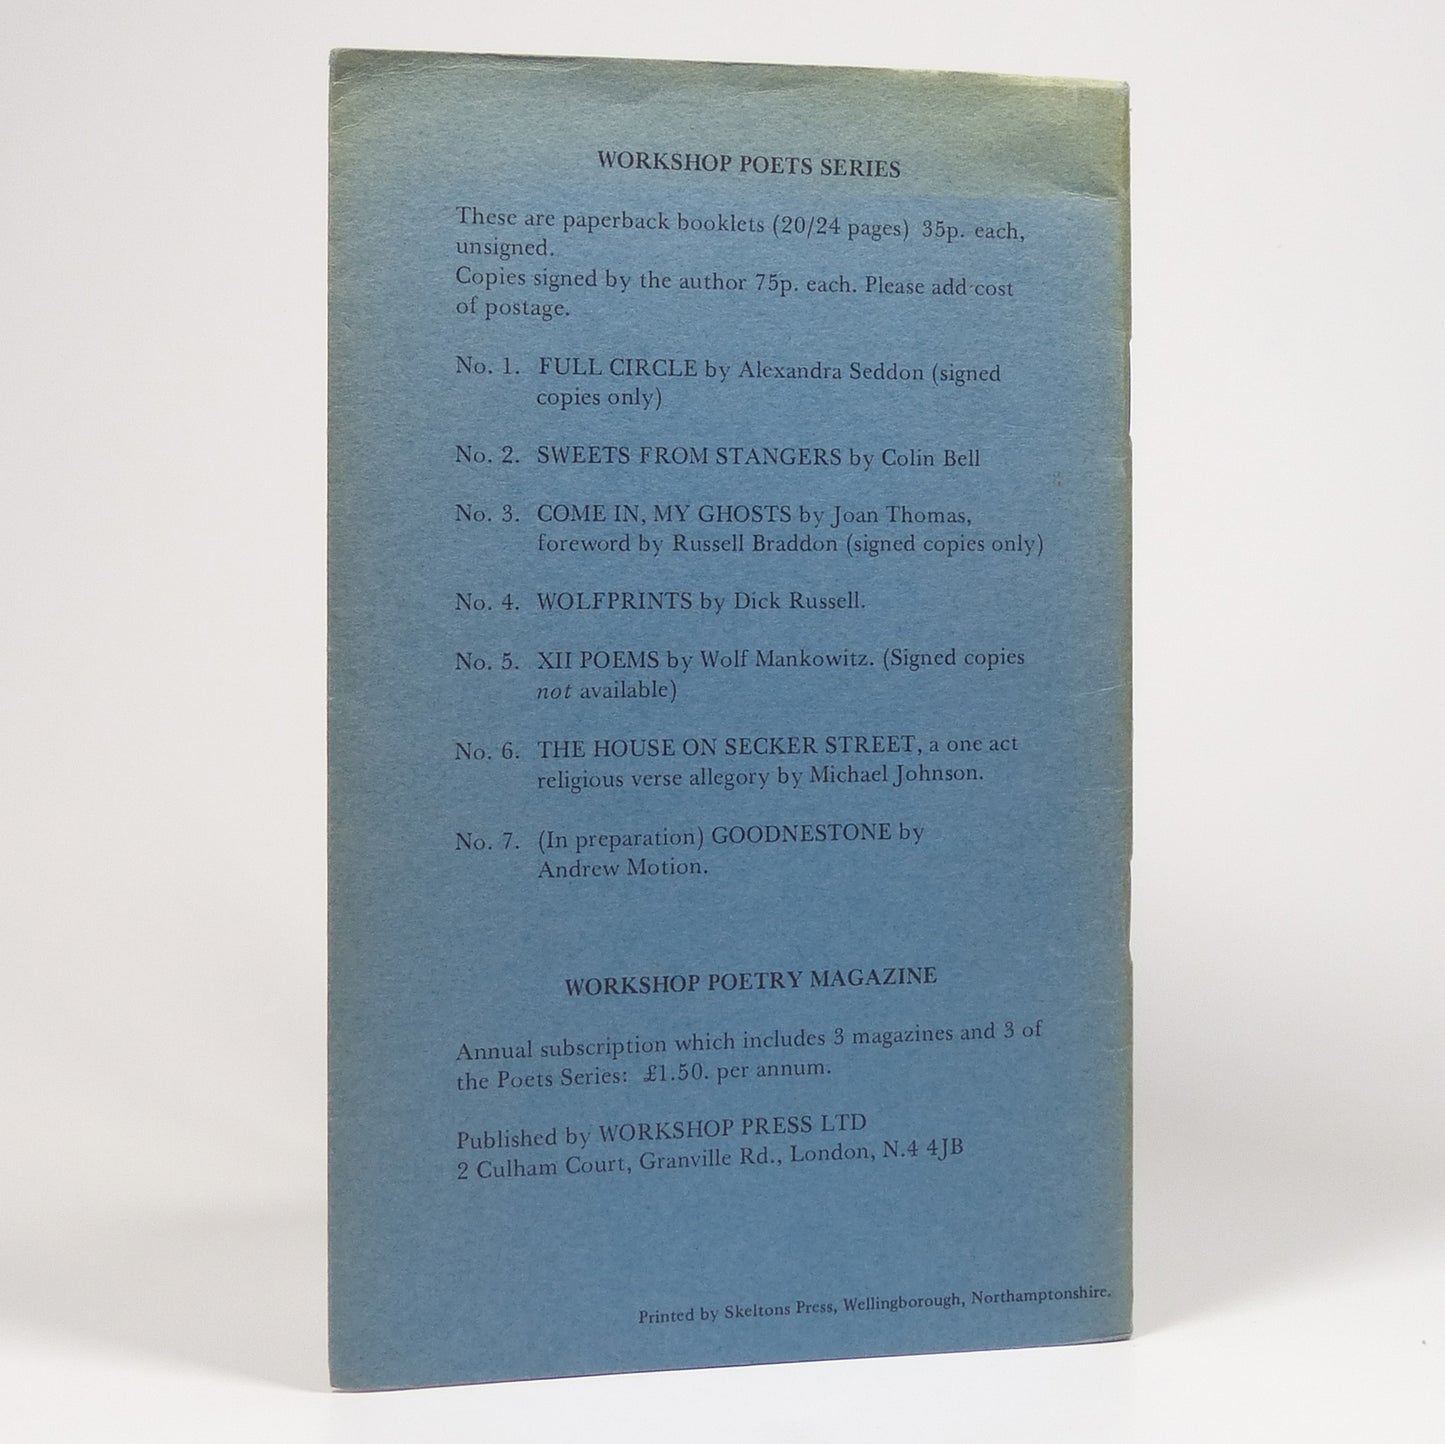 WORKSHOP POETS SERIES
These are paperback booklets (20/24 pages) 35p. each,
unsigned.
Copies signed by the author 75p. each. Please add cost
of postage.
No. 1. FULL CIRCLE by Alexandra Seddon (signed
copies only)
No. 2. SWEETS FROM STANGERS by Colin Bell
No. 3. COME IN, MY GHOSTS by Joan Thomas,
foreword by Russell Braddon (signed copies only)
No. 4. WOLFPRINTS by Dick Russell.
No. 5. XII POEMS by Wolf Mankowitz. (Signed copies
not available)
No. 6. THE HOUSE ON SECKER STREET, a one act
religious verse allegory by Michael Johnson.
No. 7. (In preparation) GOODNESTONE by
Andrew Motion.
WORKSHOP POETRY MAGAZINE
Annual subscription which includes 3 magazines and 3 of
the Poets Series: £1.50. per annum.
Published by WORKSHOP PRESS LTD
2 Culham Court, Granville Rd., London, N.4 4JB
Printed by Skeltons Press, Wellingborough, Northamptonshire.